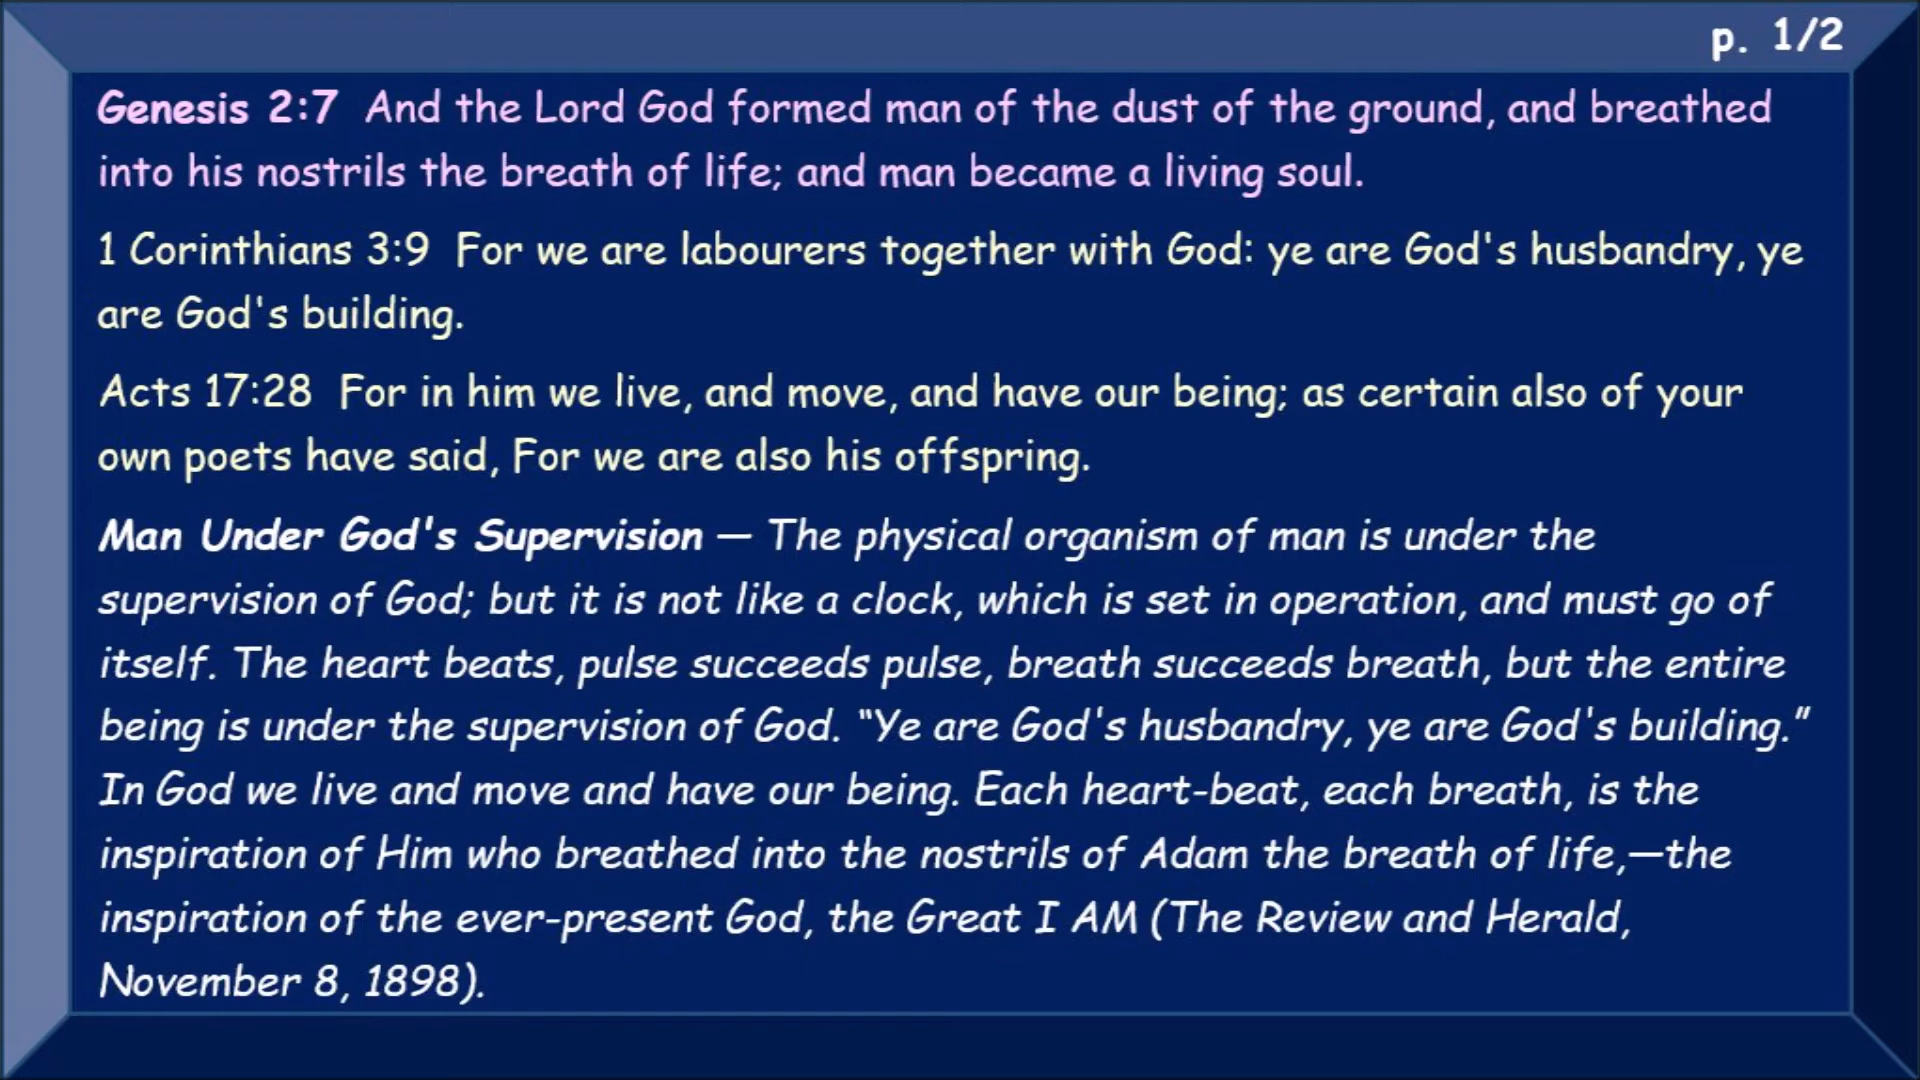 p. 1/2
Genesis 2:7  And the Lord God formed man of the dust of the ground, and breathed
into his nostrils the breath of life; and man became a living soul.
1 Corinthians 3:9  For we are labourers together with God: ye are God's husbandry, ye
are God's building.
Acts 17:28  For in him we live, and move, and have our being; as certain also of your
own poets have said, For we are also his offspring.
Man Under God's Supervision — The physical organism of man is under the
supervision of God; but it is not like a clock, which is set in operation, and must go of
itself. The heart beats, pulse succeeds pulse, breath succeeds breath, but the entire
being is under the supervision of God. “Ye are God's husbandry, ye are God's building.”
In God we live and move and have our being. Each heart-beat, each breath, is the
inspiration of Him who breathed into the nostrils of Adam the breath of life,—the
inspiration of the ever-present God, the Great I AM (The Review and Herald,
November 8, 1898).